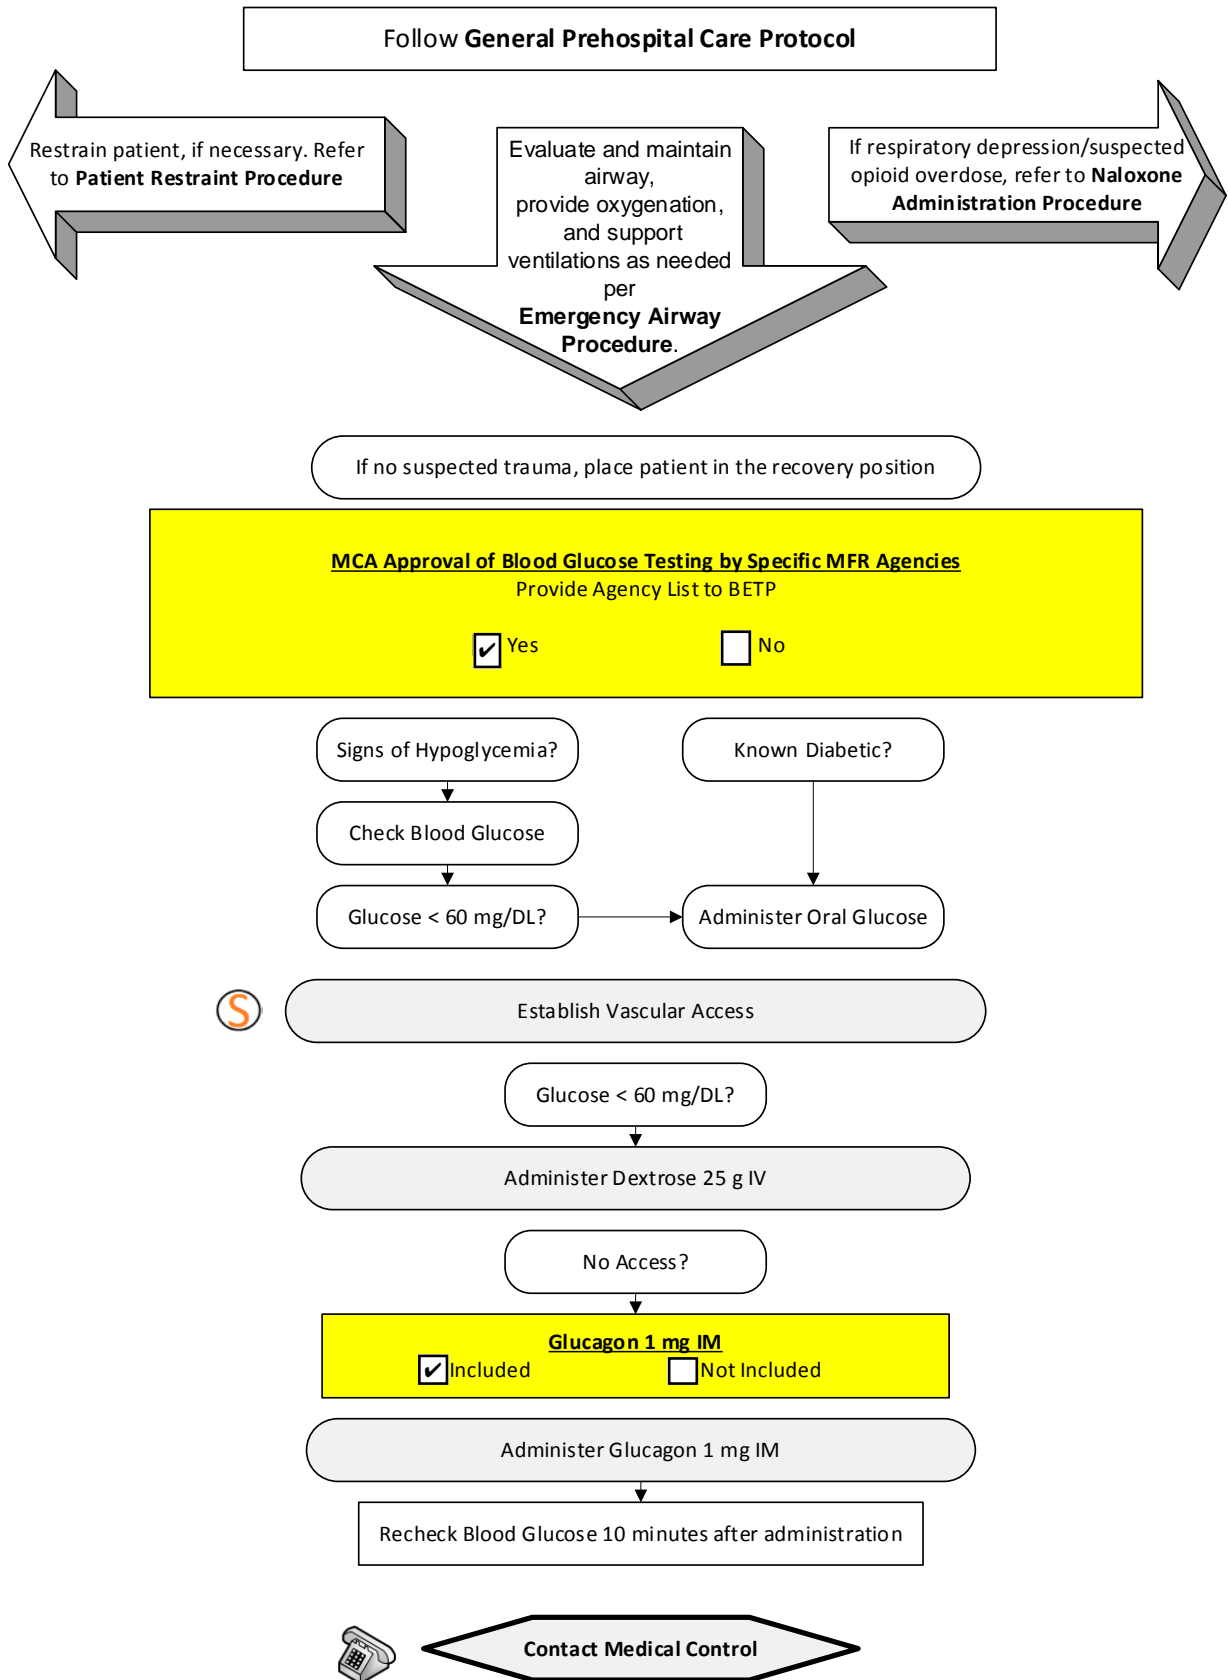 Follow General Prehospital Care Protocol
Restrain patient, if necessary. Refer
to Patient Restraint Procedure
Evaluate and maintain
airway,
provide oxygenation,
and support
ventilations as needed
per
Emergency Airway
Procedure.
If respiratory depression/suspected
opioid overdose, refer to Naloxone
Administration Procedure
If no suspected trauma, place patient in the recovery position
MCA Approval of Blood Glucose Testing by Specific MFR Agencies
Provide Agency List to BETP
✔ Yes No
Signs of Hypoglycemia?
Known Diabetic?
Check Blood Glucose
Glucose < 60 mg/DL?
Administer Oral Glucose
S
Establish Vascular Access
Glucose < 60 mg/DL?
Administer Dextrose 25 g IV
No Access?
Glucagon 1 mg IM
✔ Included Not Included
Administer Glucagon 1 mg IM
Recheck Blood Glucose 10 minutes after administration
Contact Medical Control